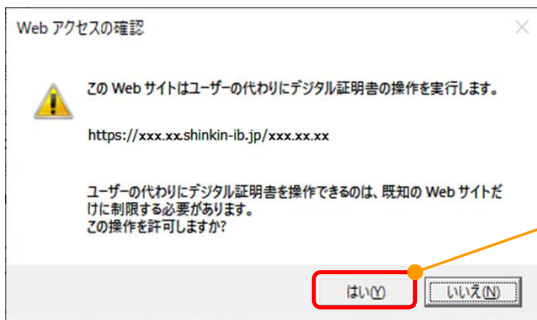 Web アクセスの確認
この Web サイトはユーザーの代わりにデジタル証明書の操作を実行します。
https://xxx.xx.shinkin-ib.jp/xxx.xx.xx
ユーザーの代わりにデジタル証明書を操作できるのは、既知の Web サイトだ
けに制限する必要があります。
この操作を許可しますか?
はい(Y)
いいえ(N)